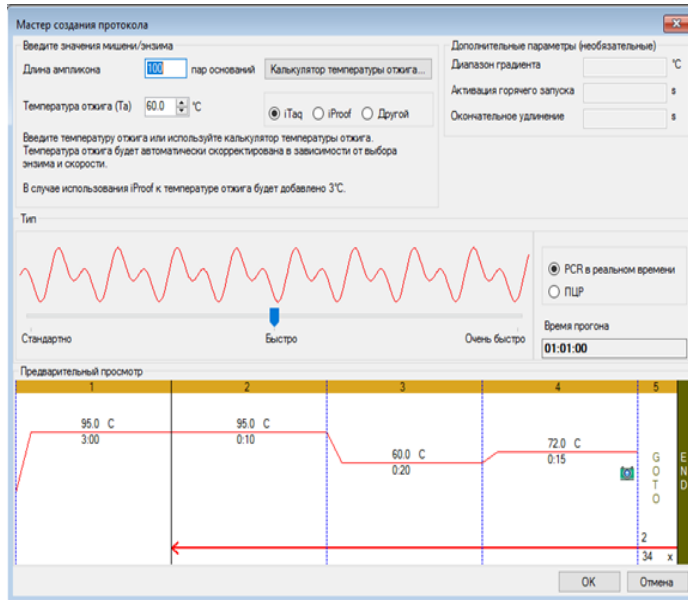 Мастер создания протокола
Введите значения мишени/энзима
Длина ампликона 100 пар оснований Калькулятор температуры отжига...
Температура отжига (Ta) 60.0 °C iTaq iProof Другой
Введите температуру отжига или используйте калькулятор температуры отжига.
Температура отжига будет автоматически скорректирована в зависимости от выбора
энзима и скорости.
В случае использования iProof к температуре отжига будет добавлено 3°C.
Дополнительные параметры (необязательные)
Диапазон градиента °C
Активация горячего запуска s
Окончательное удлинение s
Тип
Стандартно Быстро Очень быстро
PCR в реальном времени
ПЦР
Время прогона
01:01:00
Предварительный просмотр
1 2 3 4 5
95.0 C
3:00
95.0 C
0:10
60.0 C
0:20
72.0 C
0:15
GOTO
2
34 x
END
OK Отмена